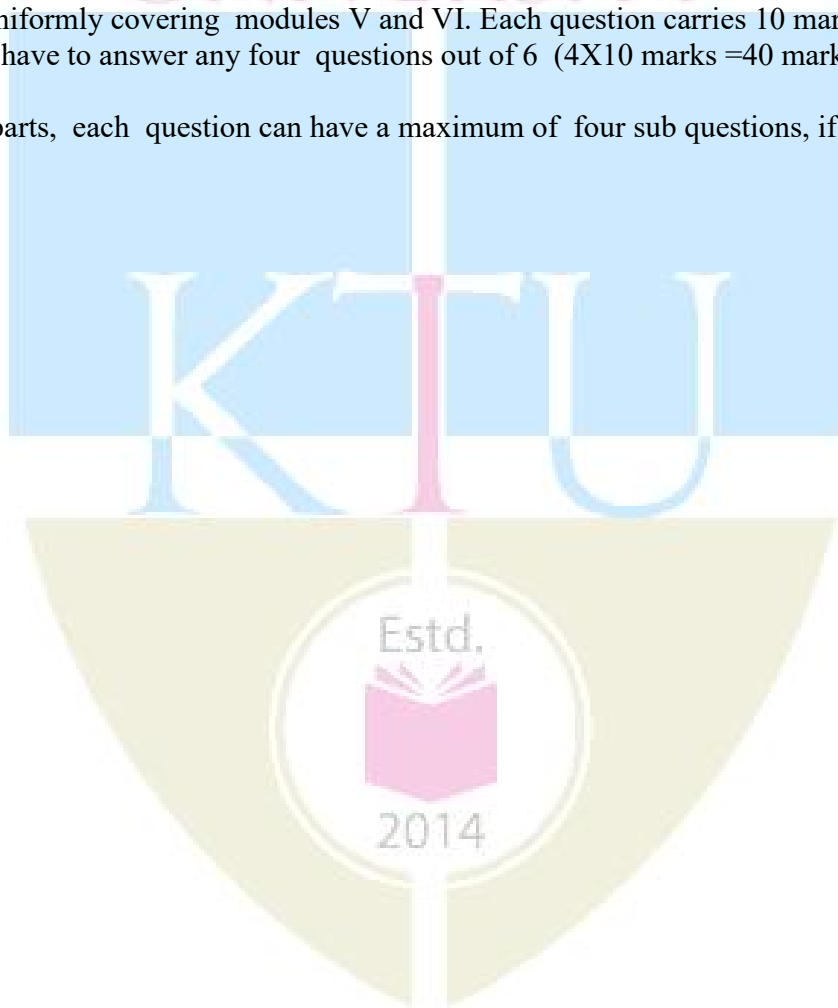 niformly covering modules V and VI. Each question carries 10 mar
have to answer any four questions out of 6 (4X10 marks =40 mark
parts, each question can have a maximum of four sub questions, if
KTU
Estd.
2014